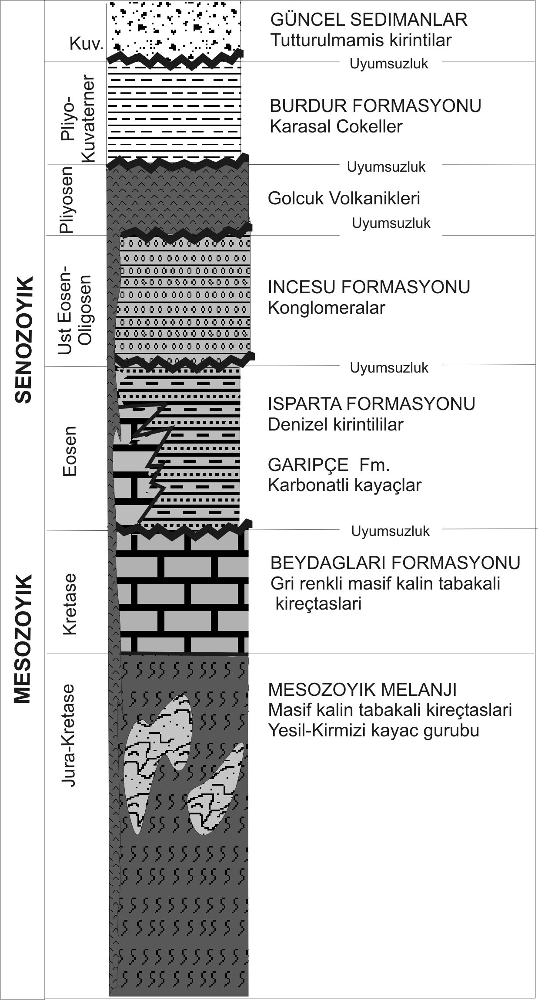 GÜNCEL SEDIMANLAR
Tutturulmamis kirintilar
Kuv.
Uyumsuzluk
Pliyo-
Kuvaterner
BURDUR FORMASYONU
Karasal Cokeller
Uyumsuzluk
Pliyosen
Golcuk Volkanikleri
Uyumsuzluk
SENOZOYIK
Ust Eosen-
Oligosen
INCESU FORMASYONU
Konglomeralar
Uyumsuzluk
Eosen
ISPARTA FORMASYONU
Denizel kirintililar
GARIPÇE Fm.
Karbonatli kayaçlar
Uyumsuzluk
MESOZOYIK
Kretase
BEYDAGLARI FORMASYONU
Gri renkli masif kalin tabakali
kireçtaslari
Jura-Kretase
MESOZOYIK MELANJI
Masif kalin tabakali kireçtaslari
Yesil-Kirmizi kayac gurubu